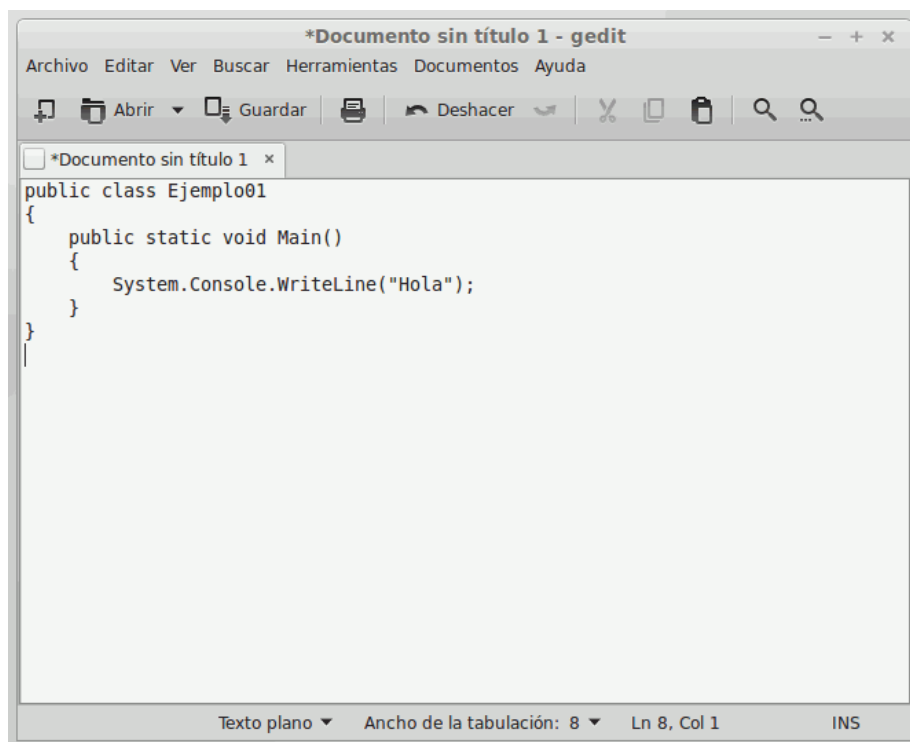 *Documento sin título 1 - gedit
Archivo Editar Ver Buscar Herramientas Documentos Ayuda
Abrir Guardar Deshacer
*Documento sin título 1 ×
public class Ejemplo01
{
    public static void Main()
    {
        System.Console.WriteLine("Hola");
    }
}
Texto plano Ancho de la tabulación: 8 Ln 8, Col 1 INS